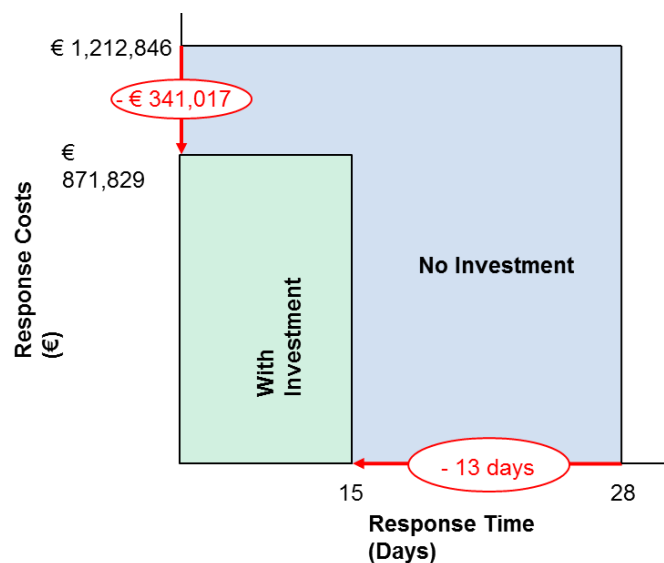 € 1,212,846
- € 341,017
€
871,829
Response Costs
(€)
No Investment
With
Investment
- 13 days
15
28
Response Time
(Days)